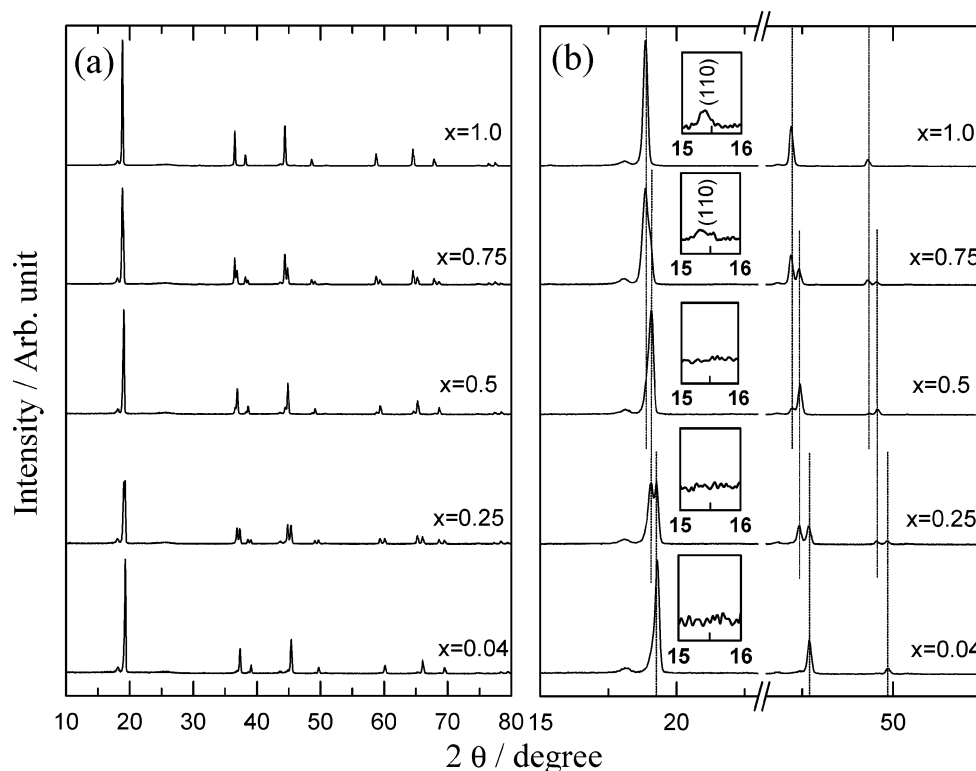 Intensity / Arb. unit
(a)
x=1.0
x=0.75
x=0.5
x=0.25
x=0.04
10 20 30 40 50 60 70 80
(b)
(110)
15 16
x=1.0
(110)
15 16
x=0.75
15 16
x=0.5
15 16
x=0.25
15 16
x=0.04
15 20 50
2 θ / degree